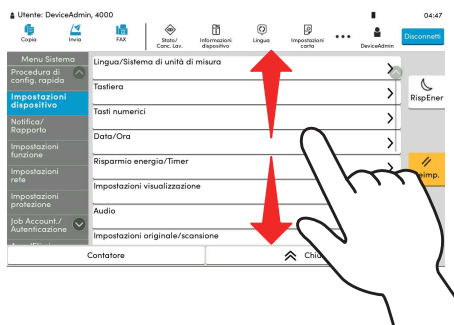 Utente: DeviceAdmin, 4000
04:47
Copia
Invia
FAX
Stato/
Canc. Lav.
Informazioni
dispositivo
Lingua
Impostazioni
carta
DeviceAdmin
Disconnetti
Menu Sistema
Procedura di
config. rapida
Impostazioni
dispositivo
Notifica/
Rapporto
Impostazioni
funzione
Impostazioni
rete
Impostazioni
protezione
Job Account./
Autenticazione
Lingua/Sistema di unità di misura
Tastiera
Tasti numerici
Data/Ora
Risparmio energia/Timer
Impostazioni visualizzazione
Audio
Impostazioni originale/scansione
RispEner
eimp.
Contatore
Chiu